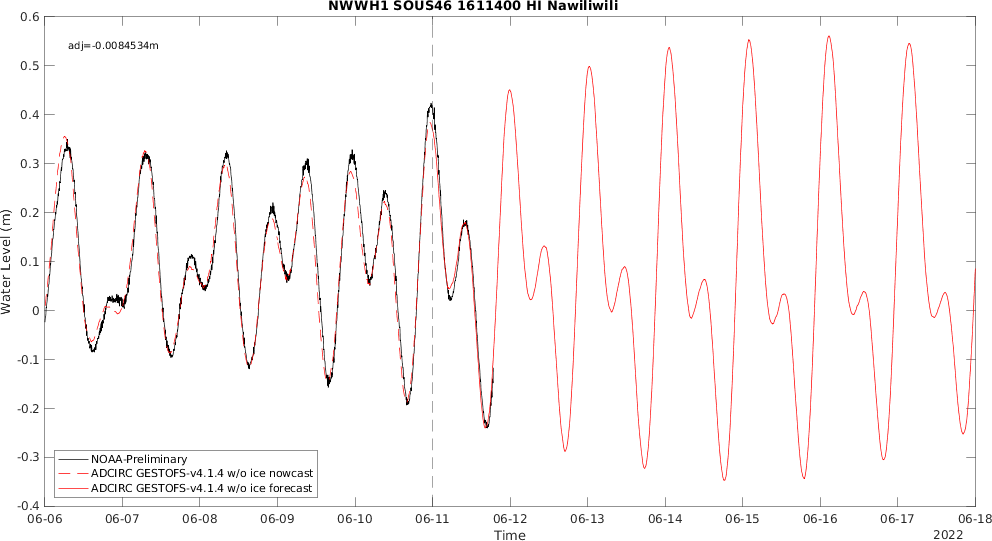 NWWH1 SOUS46 1611400 HI Nawiliwili
adj=-0.0084534m
Water Level (m)
0.6
0.5
0.4
0.3
0.2
0.1
0
-0.1
-0.2
-0.3
-0.4
NOAA-Preliminary
ADCIRC GESTOFS-v4.1.4 w/o ice nowcast
ADCIRC GESTOFS-v4.1.4 w/o ice forecast
06-06 06-07 06-08 06-09 06-10 06-11 06-12 06-13 06-14 06-15 06-16 06-17 06-18
Time
2022